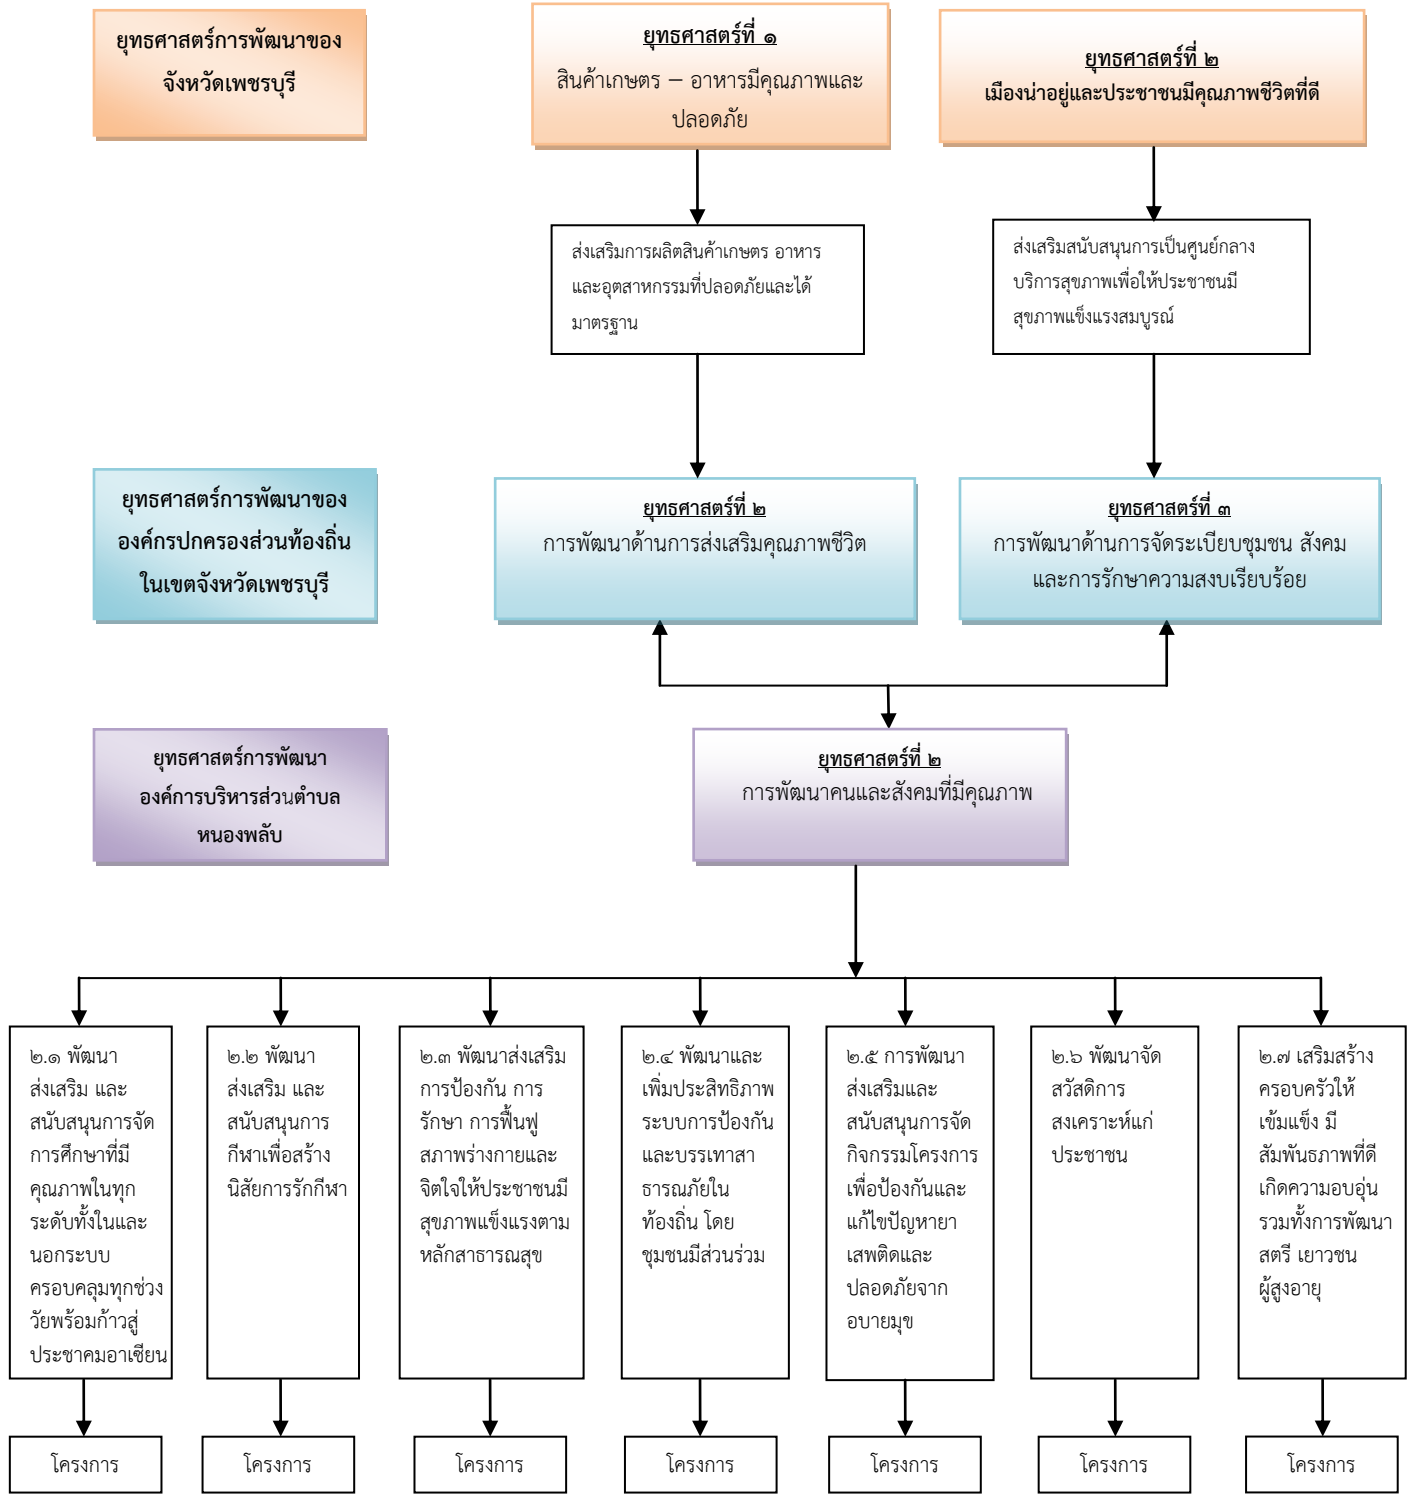 ยุทธศาสตร์การพัฒนาของ
จังหวัดเพชรบุรี
ยุทธศาสตร์ที่ ๑
สินค้าเกษตร – อาหารมีคุณภาพและ
ปลอดภัย
ยุทธศาสตร์ที่ ๒
เมืองน่าอยู่และประชาชนมีคุณภาพชีวิตที่ดี
ส่งเสริมการผลิตสินค้าเกษตร อาหาร
และอุตสาหกรรมที่ปลอดภัยและได้
มาตรฐาน
ส่งเสริมสนับสนุนการเป็นศูนย์กลาง
บริการสุขภาพเพื่อให้ประชาชนมี
สุขภาพแข็งแรงสมบูรณ์
ยุทธศาสตร์การพัฒนาของ
องค์กรปกครองส่วนท้องถิ่น
ในเขตจังหวัดเพชรบุรี
ยุทธศาสตร์ที่ ๒
การพัฒนาด้านการส่งเสริมคุณภาพชีวิต
ยุทธศาสตร์ที่ ๓
การพัฒนาด้านการจัดระเบียบชุมชน สังคม
และการรักษาความสงบเรียบร้อย
ยุทธศาสตร์การพัฒนา
องค์การบริหารส่วนตำบล
หนองพลับ
ยุทธศาสตร์ที่ ๒
การพัฒนาคนและสังคมที่มีคุณภาพ
๒.๑ พัฒนา
ส่งเสริม และ
สนับสนุนการจัด
การศึกษาที่มี
คุณภาพในทุก
ระดับทั้งในและ
นอกระบบ
ครอบคลุมทุกช่วง
วัยพร้อมก้าวสู่
ประชาคมอาเซียน
๒.๒ พัฒนา
ส่งเสริม และ
สนับสนุนการ
กีฬาเพื่อสร้าง
นิสัยการรักกีฬา
๒.๓ พัฒนาส่งเสริม
การป้องกัน การ
รักษา การฟื้นฟู
สภาพร่างกายและ
จิตใจให้ประชาชนมี
สุขภาพแข็งแรงตาม
หลักสาธารณสุข
๒.๔ พัฒนาและ
เพิ่มประสิทธิภาพ
ระบบการป้องกัน
และบรรเทาสา
ธารณภัยใน
ท้องถิ่น โดย
ชุมชนมีส่วนร่วม
๒.๕ การพัฒนา
ส่งเสริมและ
สนับสนุนการจัด
กิจกรรมโครงการ
เพื่อป้องกันและ
แก้ไขปัญหายา
เสพติดและ
ปลอดภัยจาก
อบายมุข
๒.๖ พัฒนาจัด
สวัสดิการ
สงเคราะห์แก่
ประชาชน
๒.๗ เสริมสร้าง
ครอบครัวให้
เข้มแข็ง มี
สัมพันธภาพที่ดี
เกิดความอบอุ่น
รวมทั้งการพัฒนา
สตรี เยาวชน
ผู้สูงอายุ
โครงการ
โครงการ
โครงการ
โครงการ
โครงการ
โครงการ
โครงการ